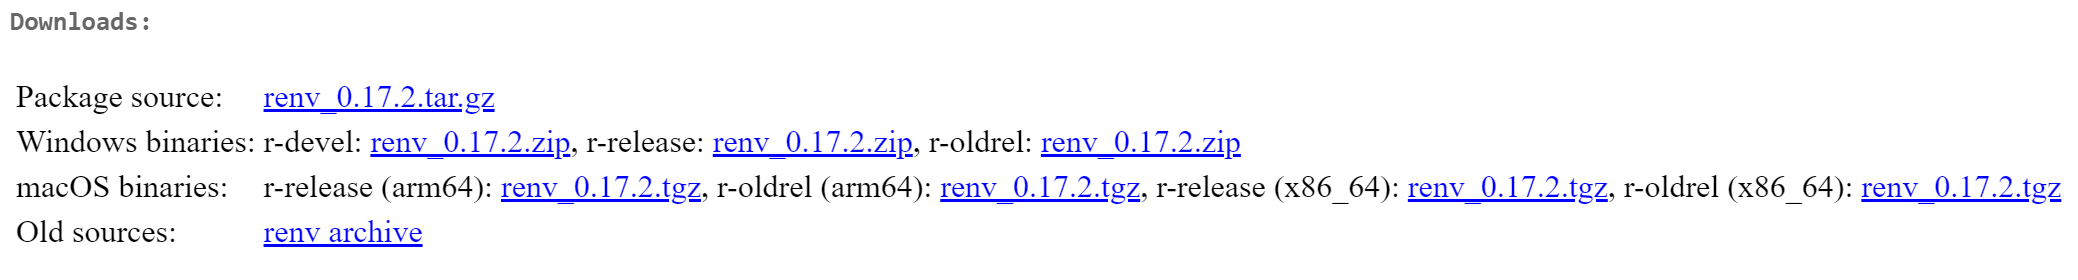 Downloads:
Package source: renv_0.17.2.tar.gz
Windows binaries: r-devel: renv_0.17.2.zip, r-release: renv_0.17.2.zip, r-oldrel: renv_0.17.2.zip
macOS binaries: r-release (arm64): renv_0.17.2.tgz, r-oldrel (arm64): renv_0.17.2.tgz, r-release (x86_64): renv_0.17.2.tgz, r-oldrel (x86_64): renv_0.17.2.tgz
Old sources: renv archive